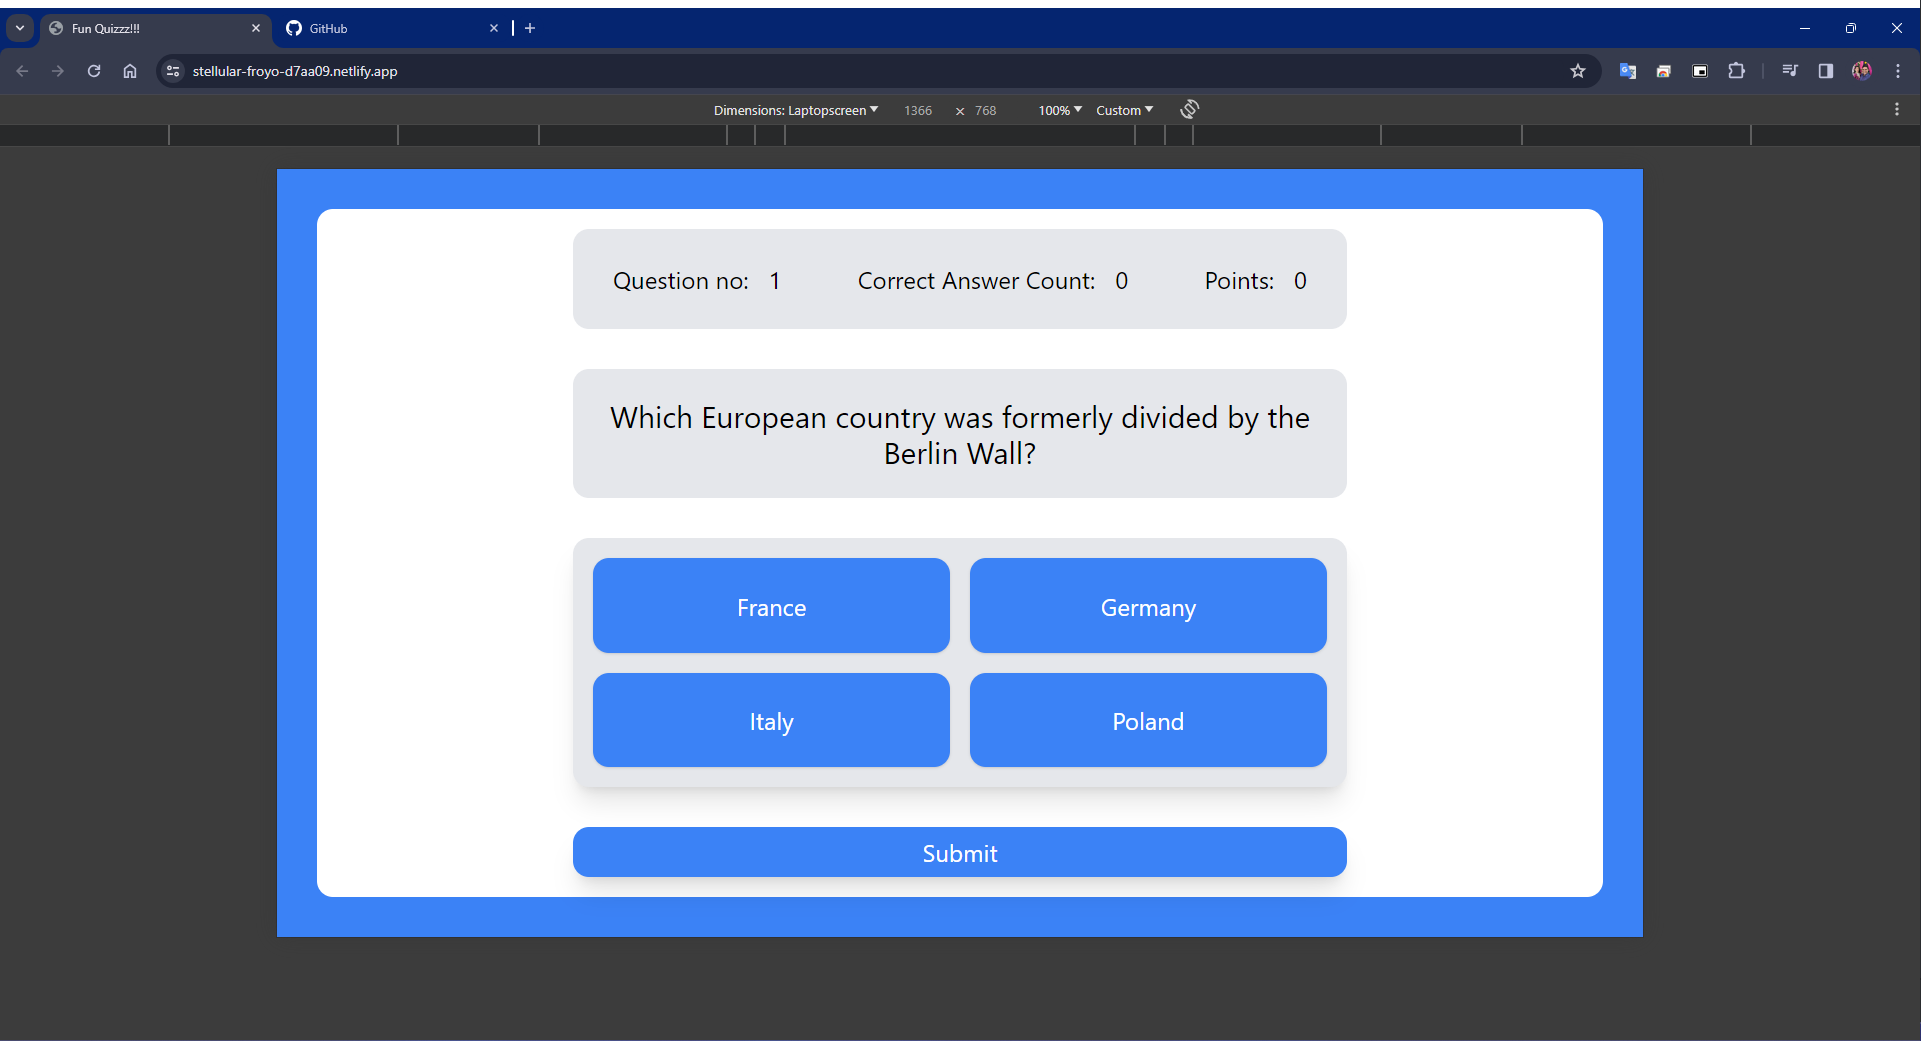 Fun Quizzz!!!
GitHub
stellular-froyo-d7aa09.netlify.app
Dimensions: Laptopscreen 1366 × 768 100% Custom
Question no: 1 Correct Answer Count: 0 Points: 0
Which European country was formerly divided by the
Berlin Wall?
France Germany
Italy Poland
Submit